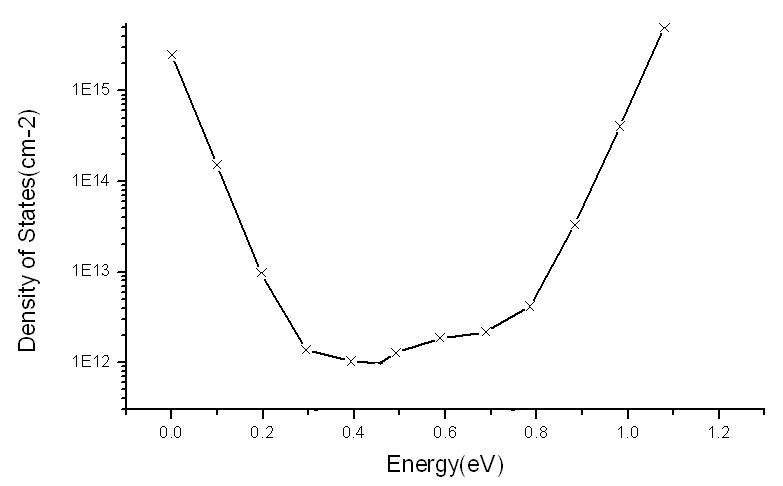 Density of States(cm-2)
1E15
1E14
1E13
1E12
0.0 0.2 0.4 0.6 0.8 1.0 1.2
Energy(eV)